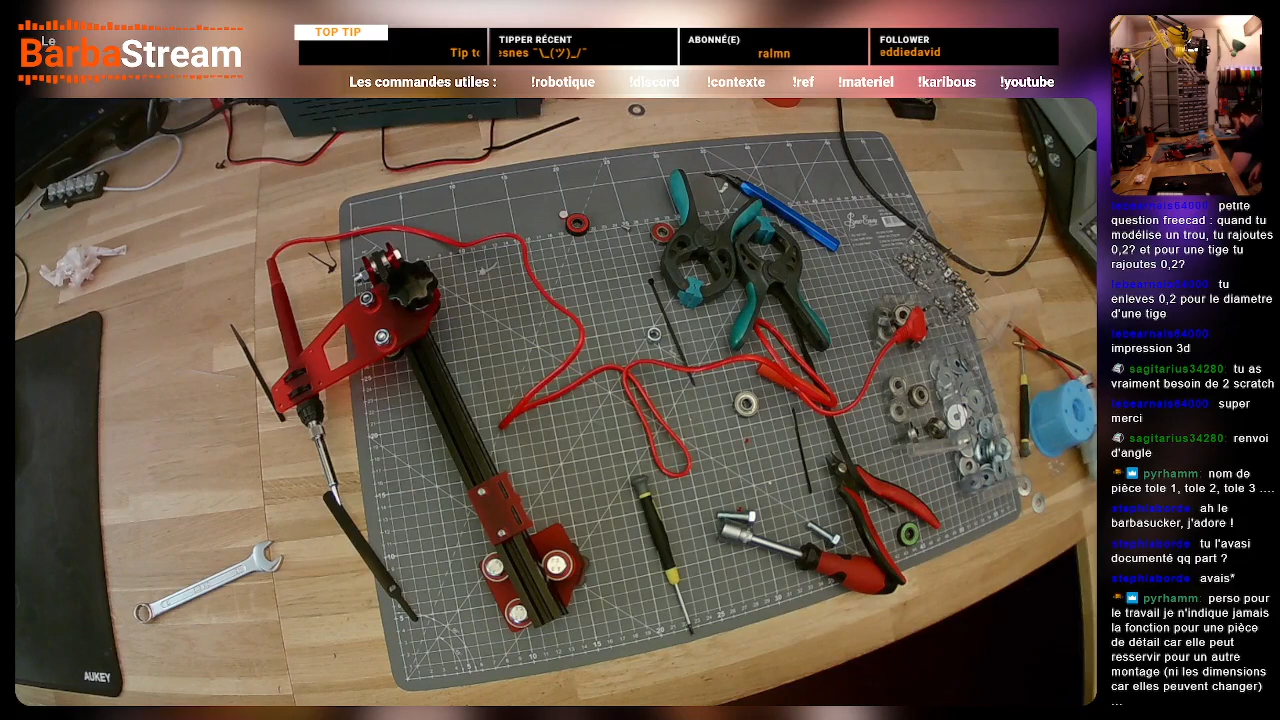 Le
BarbaStream
TOP TIP
Tip to
TIPPER RÉCENT
esnes ¯\_(ツ)_/¯
ABONNÉ(E)
ralmn
FOLLOWER
eddiedavid
Les commandes utiles : !robotique !discord !contexte !ref !materiel !karibous !youtube
lebearnais64000: petite
question freecad : quand tu
modélise un trou, tu rajoutes
0,2? et pour une tige tu
rajoutes 0,2?
lebearnais64000: tu
enleves 0,2 pour le diametre
d'une tige
lebearnais64000:
impression 3d
sagitarius34280: tu as
vraiment besoin de 2 scratch
lebearnais64000: super
merci
sagitarius34280: renvoi
d'angle
pyrhamm: nom de
pièce tole 1, tole 2, tole 3 ....
stephlaborde: ah le
barbasucker, j'adore !
stephlaborde: tu l'avasi
documenté qq part ?
stephlaborde: avais*
pyrhamm: perso pour
le travail je n'indique jamais
la fonction pour une pièce
de détail car elle peut
resservir pour un autre
montage (ni les dimensions
car elles peuvent changer)
...
AUKEY